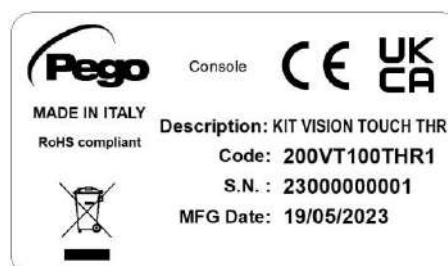 Pego
Console
CE
UK
CA
MADE IN ITALY
RoHS compliant
Description: KIT VISION TOUCH THR
Code: 200VT100THR1
S.N. : 23000000001
MFG Date: 19/05/2023